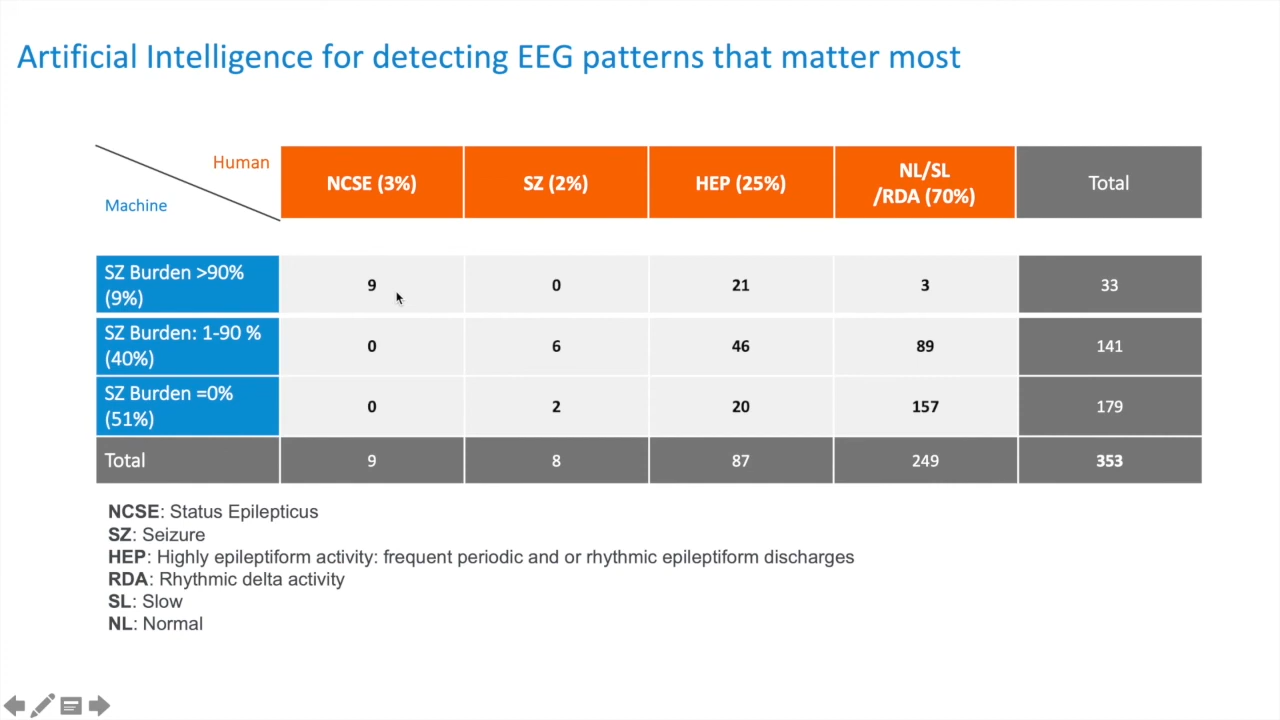 Artificial Intelligence for detecting EEG patterns that matter most
Human
Machine
NCSE (3%)
SZ (2%)
HEP (25%)
NL/SL
/RDA (70%)
Total
SZ Burden >90%
(9%)
9
0
21
3
33
SZ Burden: 1-90 %
(40%)
0
6
46
89
141
SZ Burden =0%
(51%)
0
2
20
157
179
Total
9
8
87
249
353
NCSE: Status Epilepticus
SZ: Seizure
HEP: Highly epileptiform activity: frequent periodic and or rhythmic epileptiform discharges
RDA: Rhythmic delta activity
SL: Slow
NL: Normal